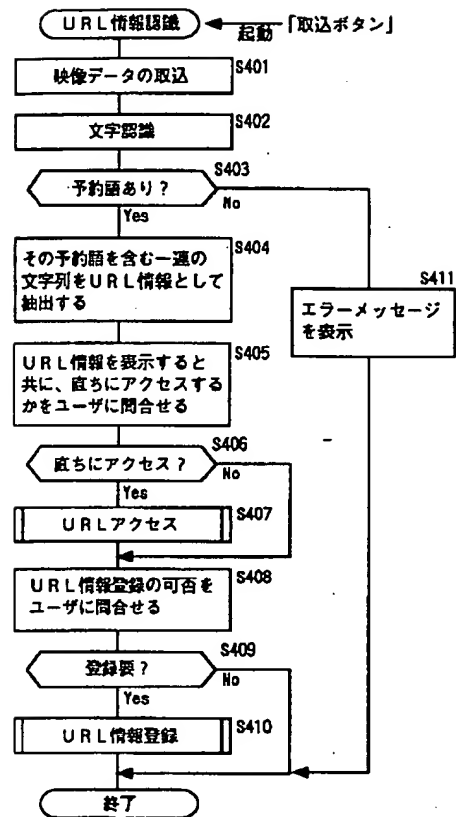 URL情報認識
起動
「取込ボタン」
S401
映像データの取込
S402
文字認識
S403
予約語あり？
No
Yes
S404
その予約語を含む一連の
文字列をURL情報として
抽出する
S411
エラーメッセージ
を表示
S405
URL情報を表示すると
共に、直ちにアクセスする
かをユーザに問合せる
S406
直ちにアクセス？
No
Yes
S407
URLアクセス
S408
URL情報登録の可否を
ユーザに問合せる
S409
登録要？
No
Yes
S410
URL情報登録
終了